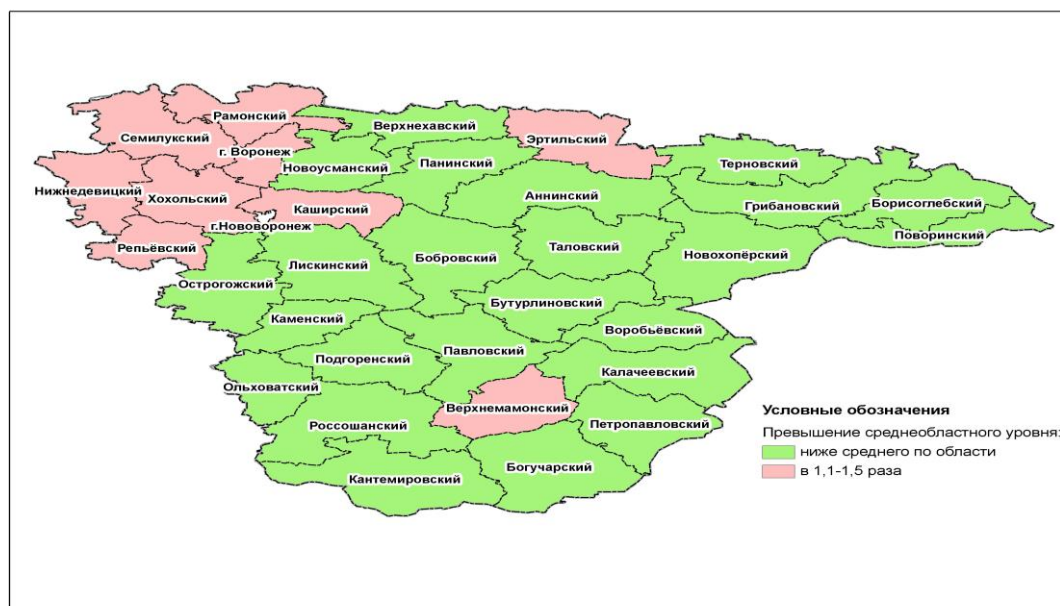 Рамонский
Семилукский
Верхнехавский
Эртильский
г. Воронеж
Новоусманский
Панинский
Терновский
Нижнедевицкий
Хохольский
Аннинский
Грибановский
Борисоглебский
Каширский
г.Нововоронеж
Поворинский
Репьёвский
Лискинский
Бобровский
Таловский
Новохопёрский
Острогожский
Бутурлиновский
Каменский
Воробьёвский
Подгоренский
Павловский
Калачеевский
Ольховатский
Верхнемамонский
Россошанский
Петропавловский
Богучарский
Кантемировский
Условные обозначения
Превышение среднеобластного уровня:
ниже среднего по области
в 1,1-1,5 раза